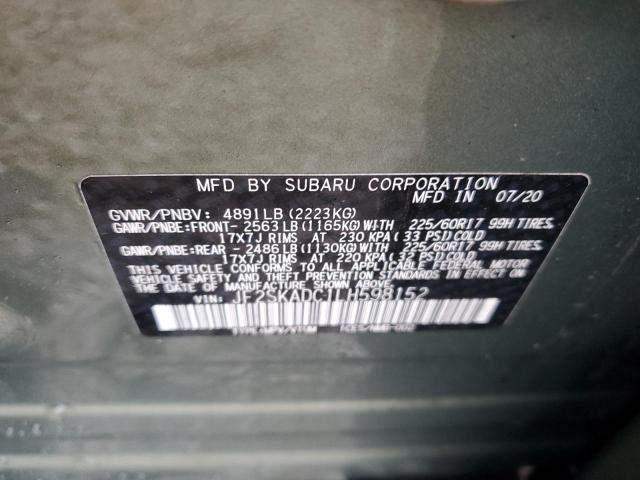 MFD BY SUBARU CORPORATION
MFD IN 07/20
GVWR/PNBV: 4891LB(2223KG)
GAWR/PNBE:FRONT- 2563LB(1165KG)WITH 225/60R17 99H TIRES,
17x7J RIMS AT 230 KPA(33 PSI)COLD
GAWR/PNBE:REAR -2486LB(1130KG)WITH 225/60R17 99H TIRES,
17x7J RIMS AT 220 KPA(32 PSI)COLD
THIS VEHICLE CONFORMS TO ALL APPLICABLE FEDERAL MOTOR
VEHICLE SAFETY AND THEFT PREVENTION STANDARDS IN EFFECT ON
THE DATE OF MANUFACTURE SHOWN ABOVE.
VIN: JF2SKADC1LH598152